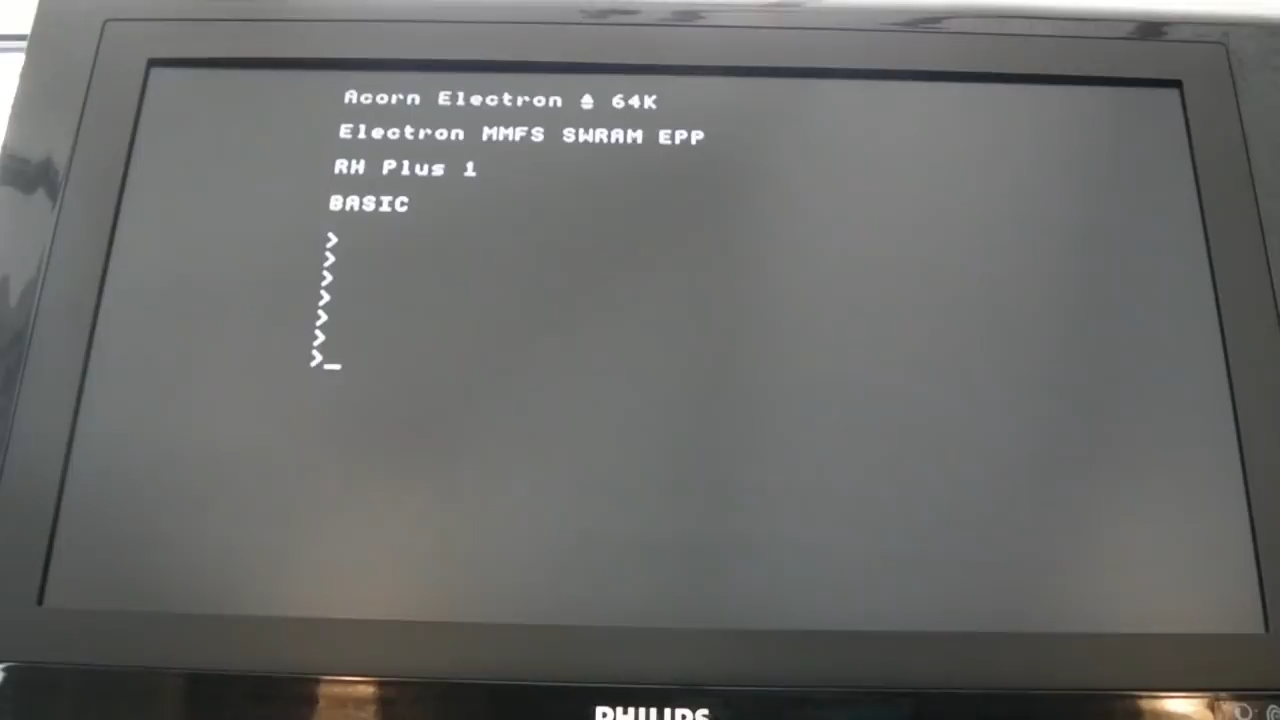 Acorn Electron 64K
Electron MMFS SWRAM EPP
RH Plus 1
BASIC
>
>
>
>
>
>
>_
PHILIPS